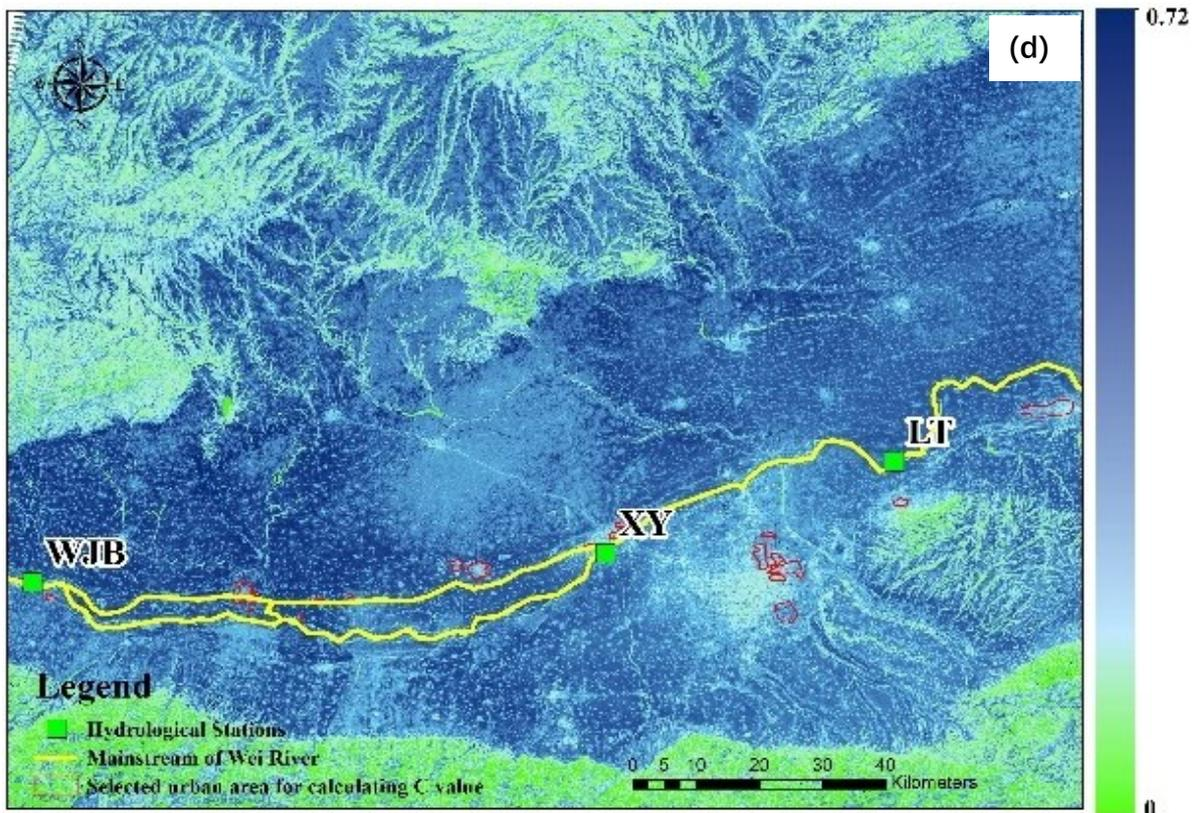 0.72
(d)
LT
XY
WJB
Legend
Hydrological Stations
Mainstream of Wei River
Selected urban area for calculating C value
0 5 10 20 30 40
Kilometers
0